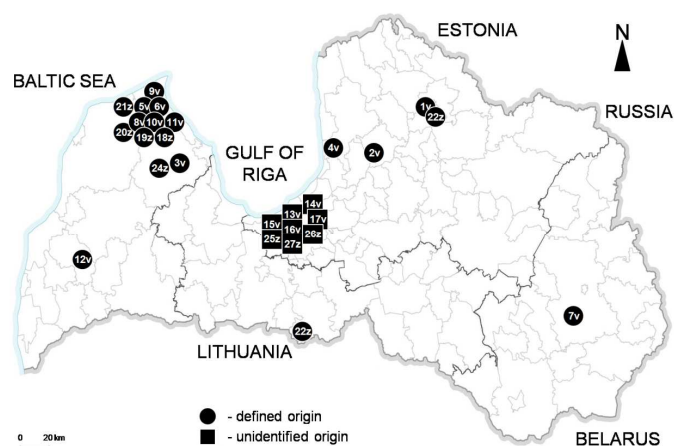 ESTONIA
N
BALTIC SEA
9v
21z 5v 6v
1v
RUSSIA
22z
8v 10v 11v
20z 19z 18z
4v
2v
GULF OF
RIGA
24z 3v
14v
13v
15v 17v
16v
25z 26z
27z
12v
7v
22z
LITHUANIA
- defined origin
0 20 km
- unidentified origin
BELARUS